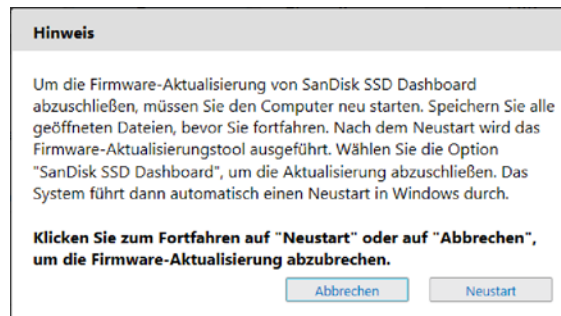 Hinweis
Um die Firmware-Aktualisierung von SanDisk SSD Dashboard
abzuschließen, müssen Sie den Computer neu starten. Speichern Sie alle
geöffneten Dateien, bevor Sie fortfahren. Nach dem Neustart wird das
Firmware-Aktualisierungstool ausgeführt. Wählen Sie die Option
"SanDisk SSD Dashboard", um die Aktualisierung abzuschließen. Das
System führt dann automatisch einen Neustart in Windows durch.
Klicken Sie zum Fortfahren auf "Neustart" oder auf "Abbrechen",
um die Firmware-Aktualisierung abzubrechen.
Abbrechen Neustart